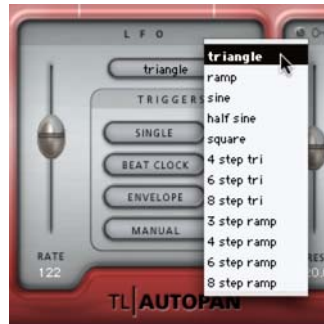 LFO
triangle
TRIGGERS
SINGLE
BEAT CLOCK
ENVELOPE
MANUAL
RATE
122
TL|AUTOPAN
triangle
ramp
sine
half sine
square
4 step tri
6 step tri
8 step tri
3 step ramp
4 step ramp
6 step ramp
8 step ramp